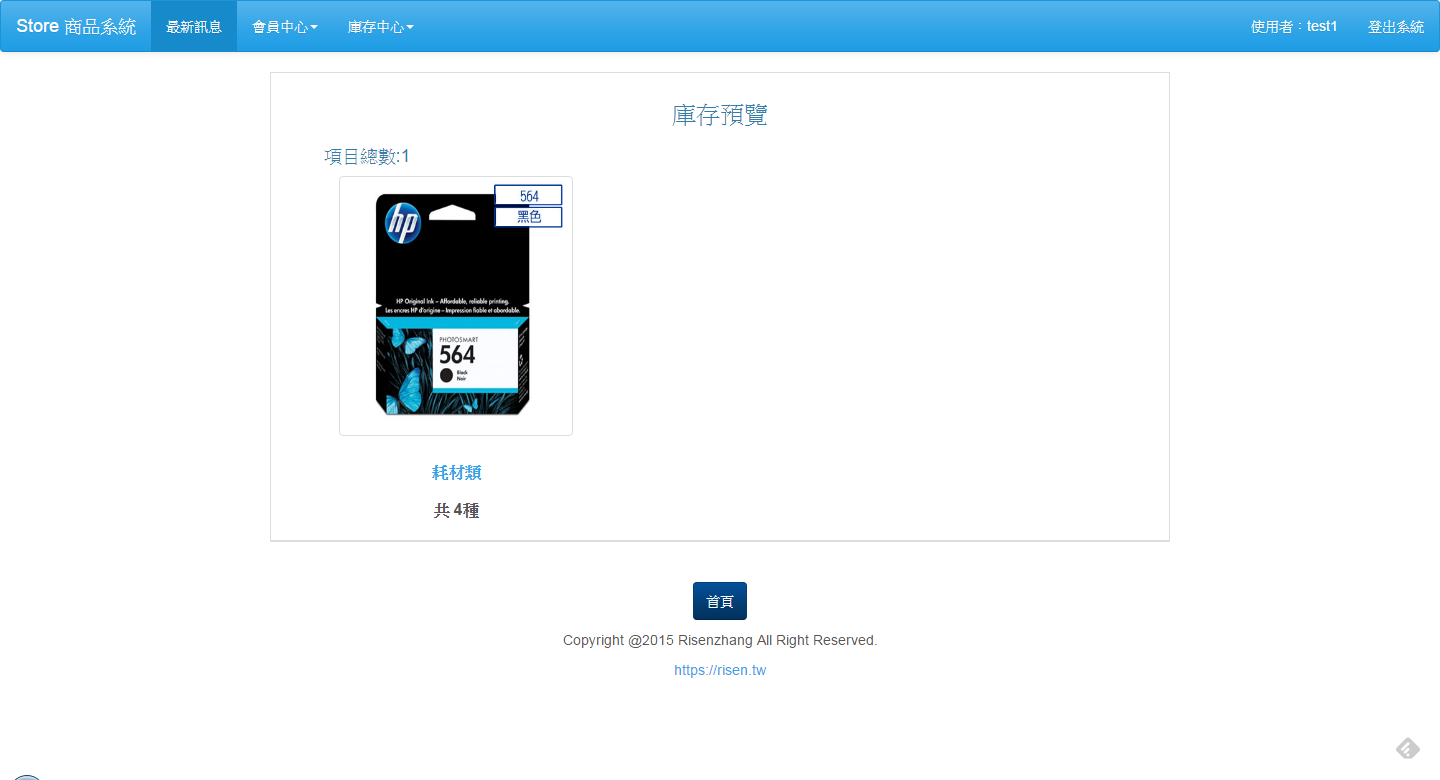 Store 商品系統 最新訊息 會員中心 庫存中心 使用者：test1 登出系統
庫存預覽
項目總數:1
564
黑色
hp
HP Original Ink – Affordable, reliable printing.
Les encres HP d'origine – Impression fiable et abordable.
PHOTOSMART
564
Black
Noir
耗材類
共 4種
首頁
Copyright @2015 Risenzhang All Right Reserved.
https://risen.tw